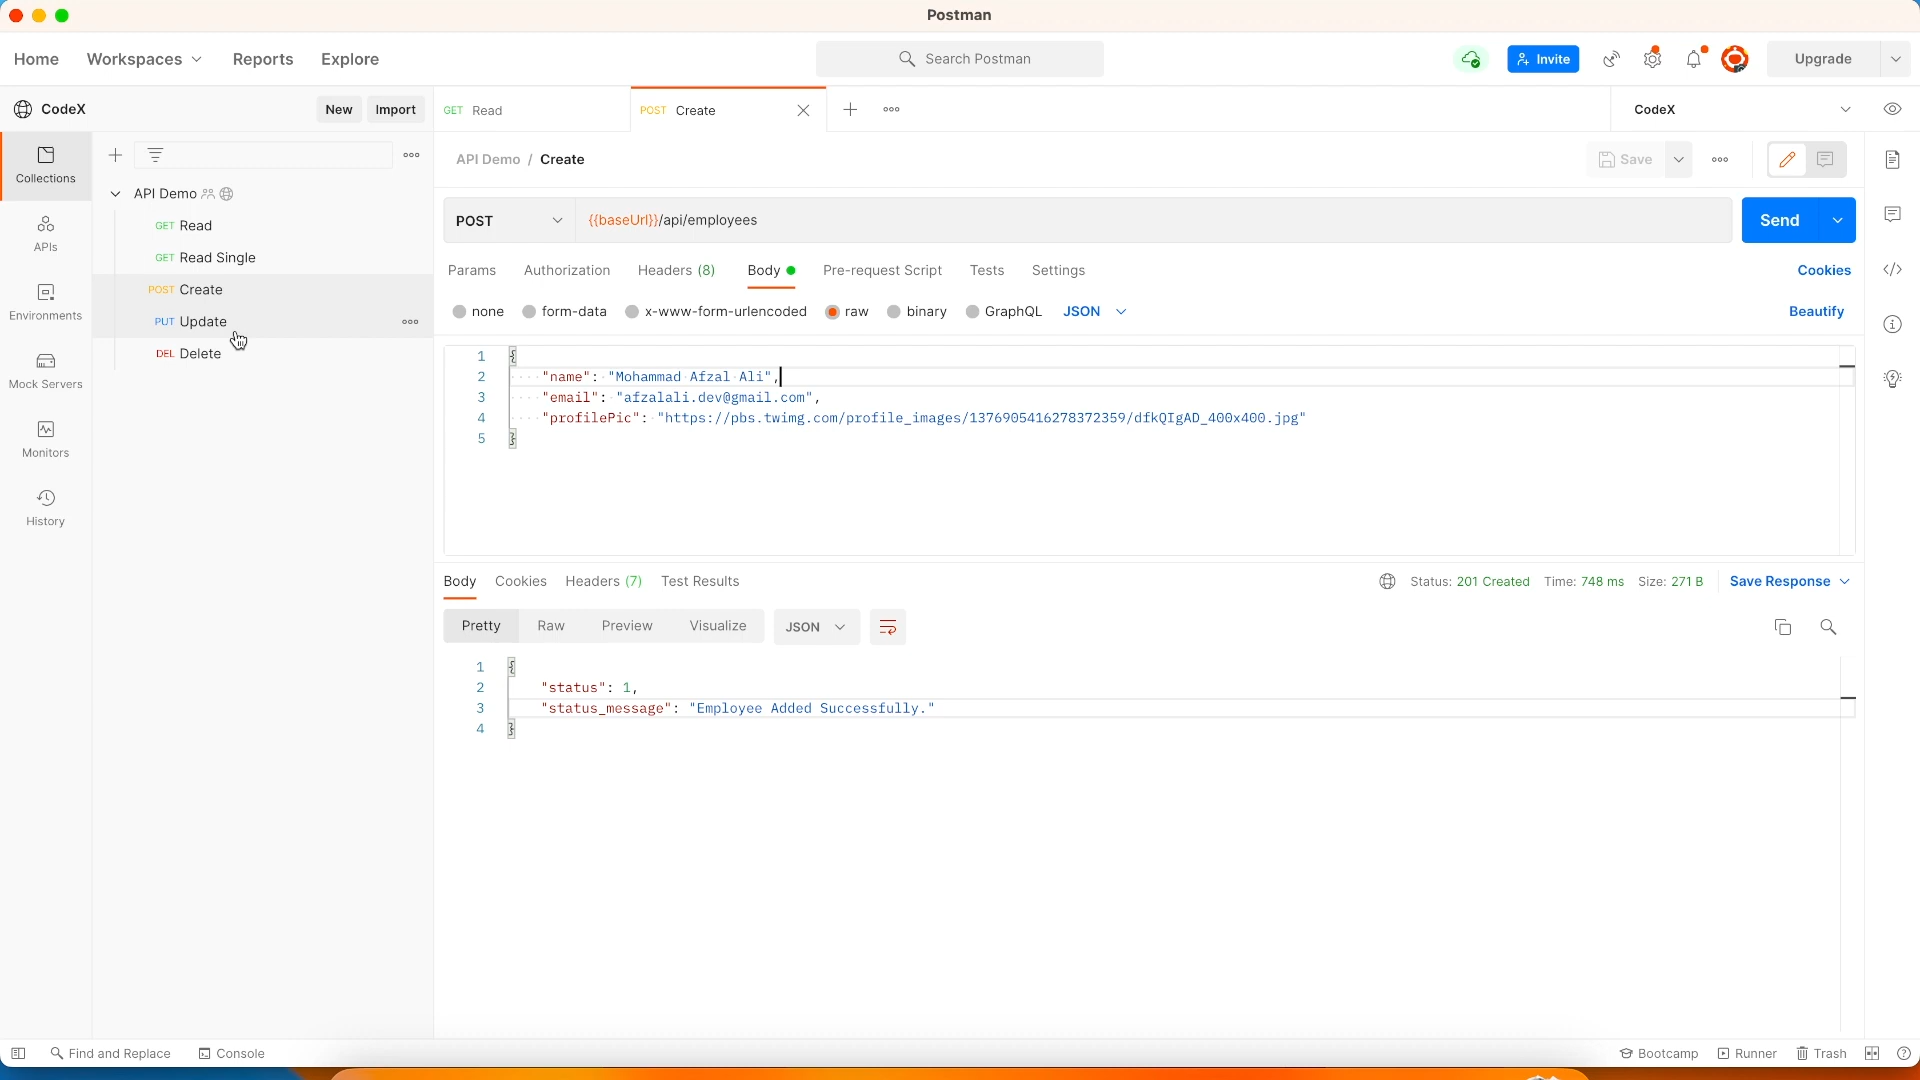 Postman
Home Workspaces Reports Explore Search Postman Invite Upgrade
CodeX New Import GET Read POST Create CodeX
Collections
APIs
Environments
Mock Servers
Monitors
History
API Demo
GET Read
GET Read Single
POST Create
PUT Update
DEL Delete
API Demo / Create Save
POST {{baseUrl}}/api/employees Send
Params Authorization Headers (8) Body Pre-request Script Tests Settings Cookies
none form-data x-www-form-urlencoded raw binary GraphQL JSON Beautify
1 {
2 "name": "Mohammad Afzal Ali",
3 "email": "afzalali.dev@gmail.com",
4 "profilePic": "https://pbs.twimg.com/profile_images/1376905416278372359/dfkQIgAD_400x400.jpg"
5 }
Body Cookies Headers (7) Test Results Status: 201 Created Time: 748 ms Size: 271 B Save Response
Pretty Raw Preview Visualize JSON
1 {
2 "status": 1,
3 "status_message": "Employee Added Successfully."
4 }
Find and Replace Console Bootcamp Runner Trash